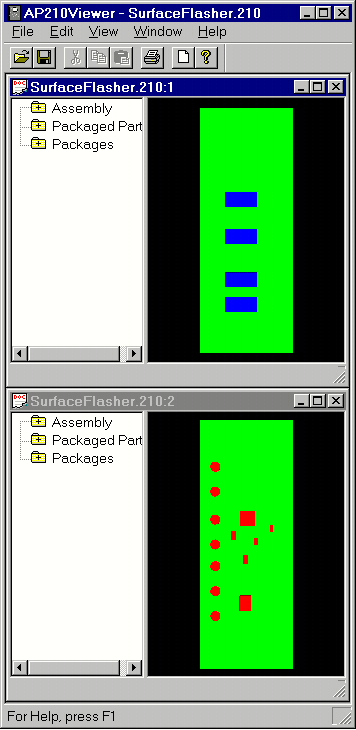 AP210Viewer - SurfaceFlasher.210
File Edit View Window Help
SurfaceFlasher.210:1
Assembly
Packaged Part
Packages
SurfaceFlasher.210:2
Assembly
Packaged Part
Packages
For Help, press F1